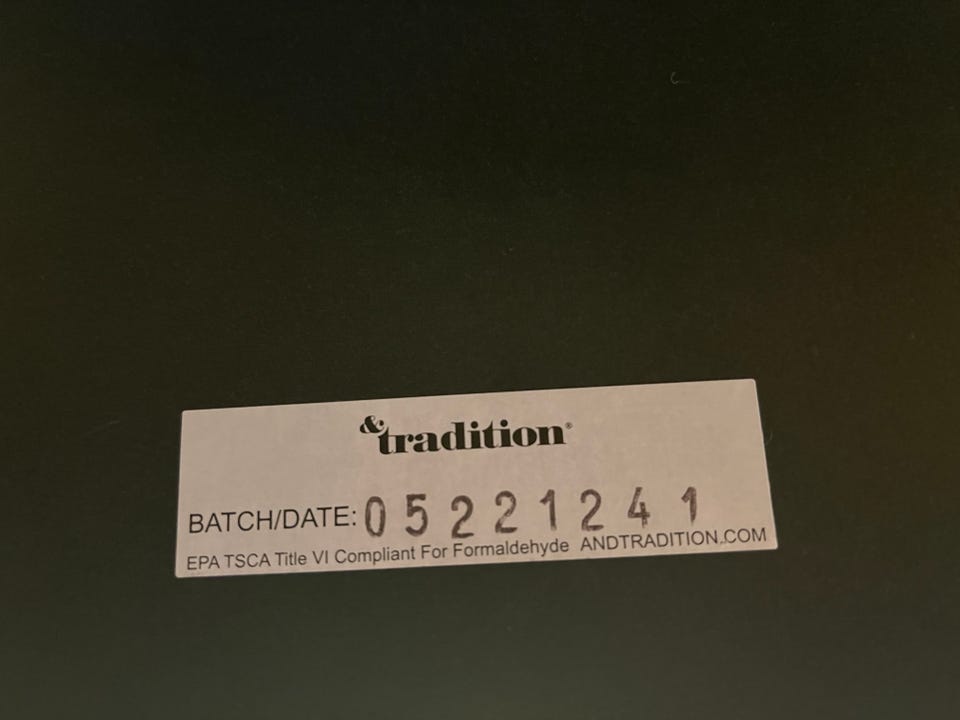 &tradition®
BATCH/DATE: 05221241
EPA TSCA Title VI Compliant For Formaldehyde ANDTRADITION.COM